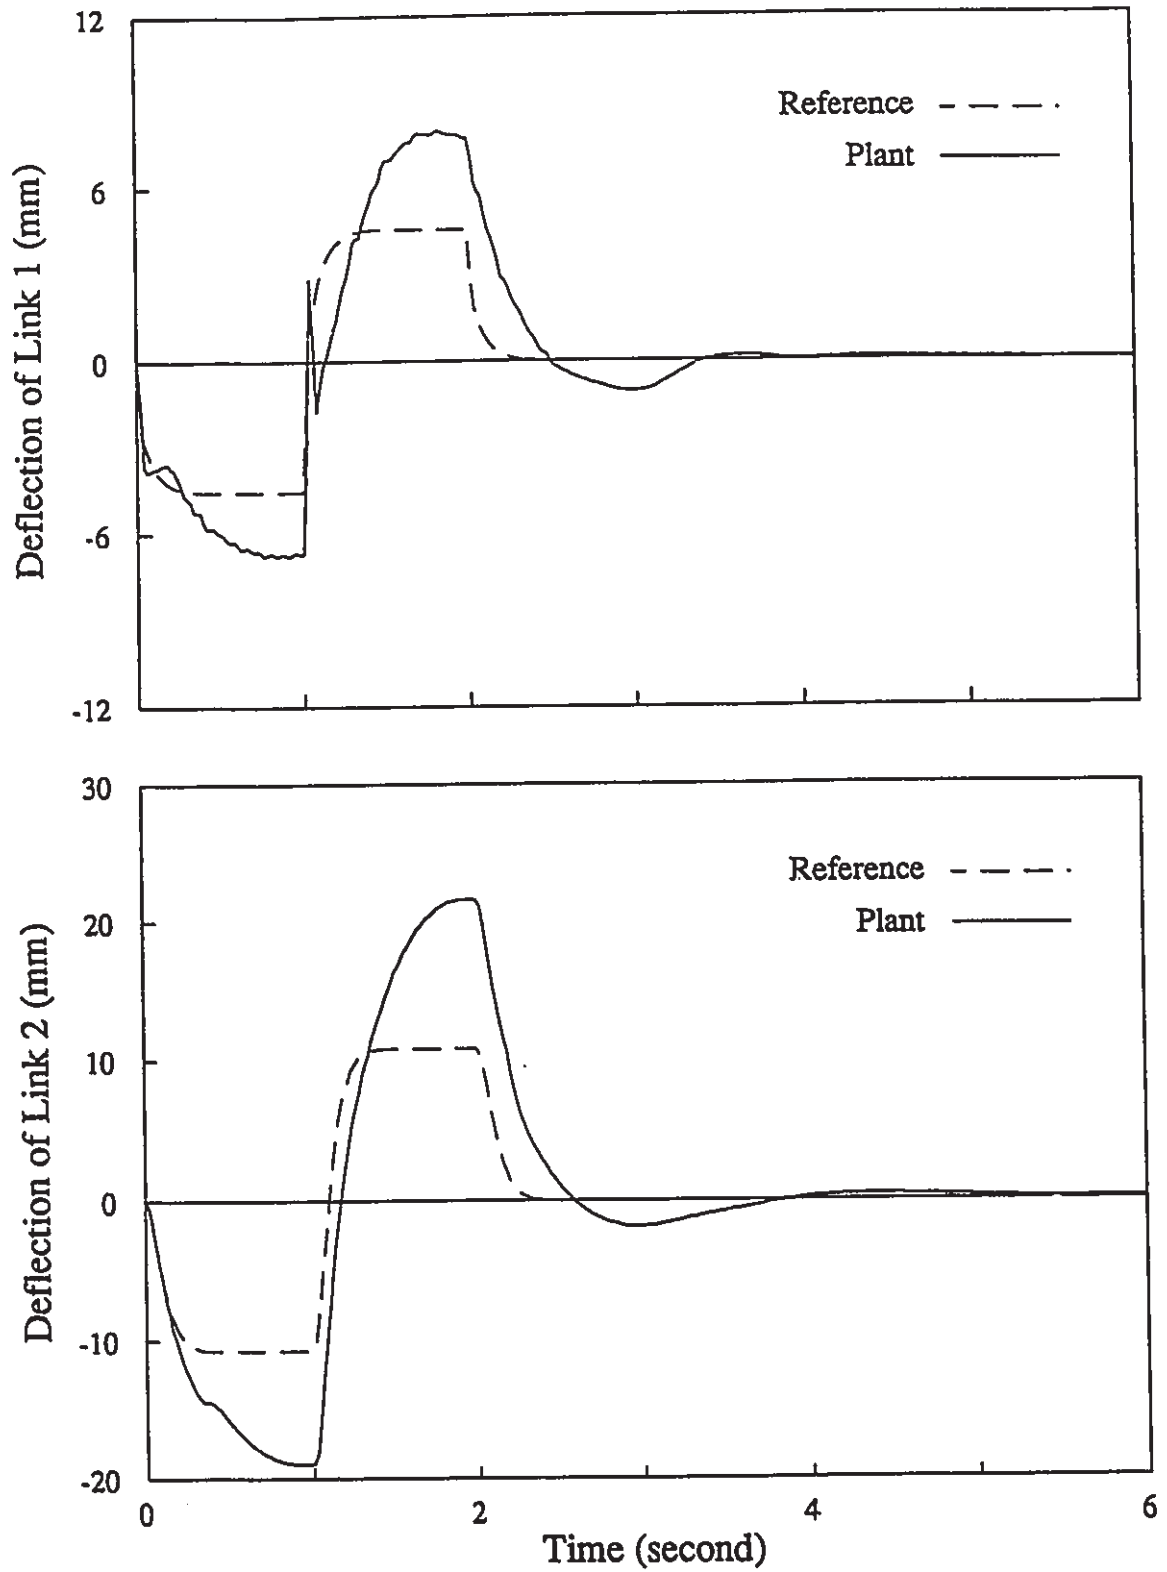 12
6
0
-6
-12
Deflection of Link 1 (mm)
Reference
Plant
30
20
10
0
-10
-20
Deflection of Link 2 (mm)
Reference
Plant
0
2
4
6
Time (second)